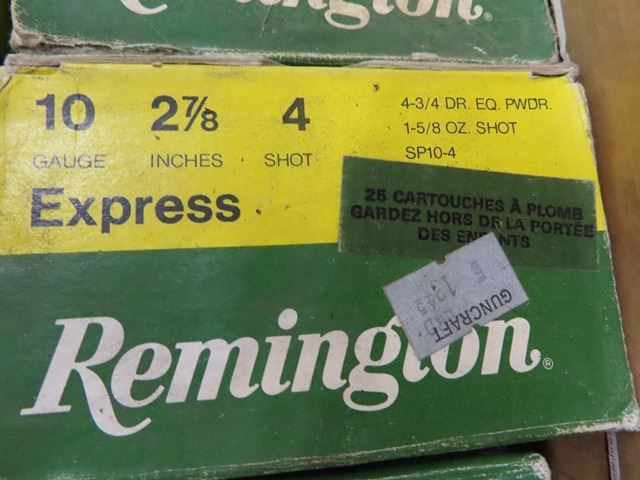 Remington®
10 2⅞ 4
GAUGE INCHES SHOT
4-3/4 DR. EQ. PWDR.
1-5/8 OZ. SHOT
SP10-4
Express
25 CARTOUCHES À PLOMB
GARDEZ HORS DE LA PORTÉE
DES
GUNCRAFT
Remington®